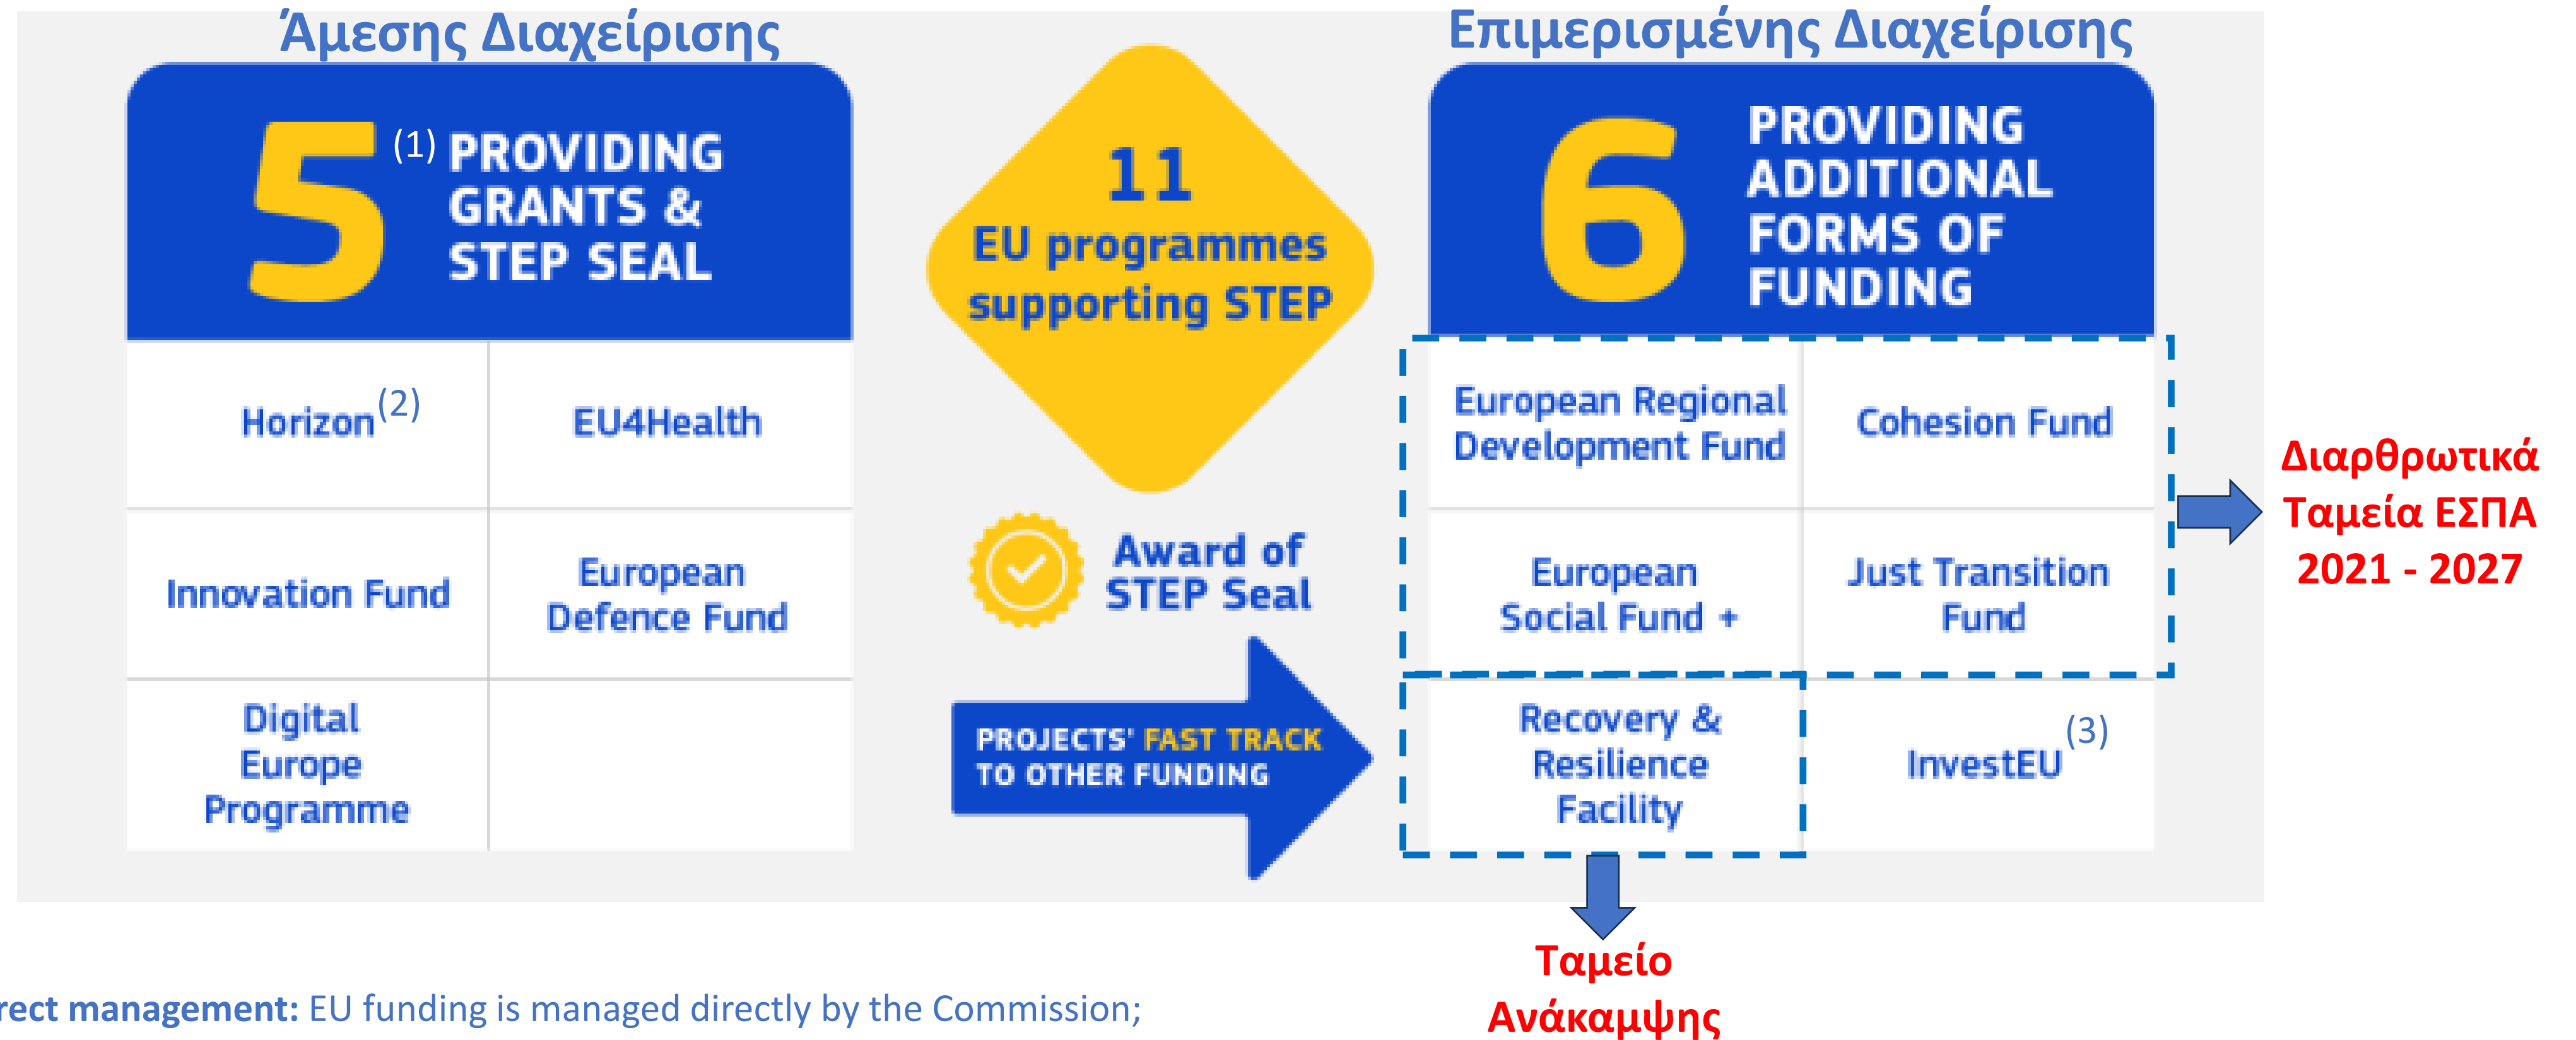 Άμεσης Διαχείρισης
5 (1) PROVIDING
GRANTS &
STEP SEAL
Horizon (2)
EU4Health
Innovation Fund
European
Defence Fund
Digital
Europe
Programme
11
EU programmes
supporting STEP
Award of
STEP Seal
PROJECTS' FAST TRACK
TO OTHER FUNDING
Επιμερισμένης Διαχείρισης
6 PROVIDING
ADDITIONAL
FORMS OF
FUNDING
European Regional
Development Fund
Cohesion Fund
European
Social Fund +
Just Transition
Fund
Recovery &
Resilience
Facility
InvestEU (3)
Διαρθρωτικά
Ταμεία ΕΣΠΑ
2021 - 2027
Ταμείο
Ανάκαμψης
rect management: EU funding is managed directly by the Commission;